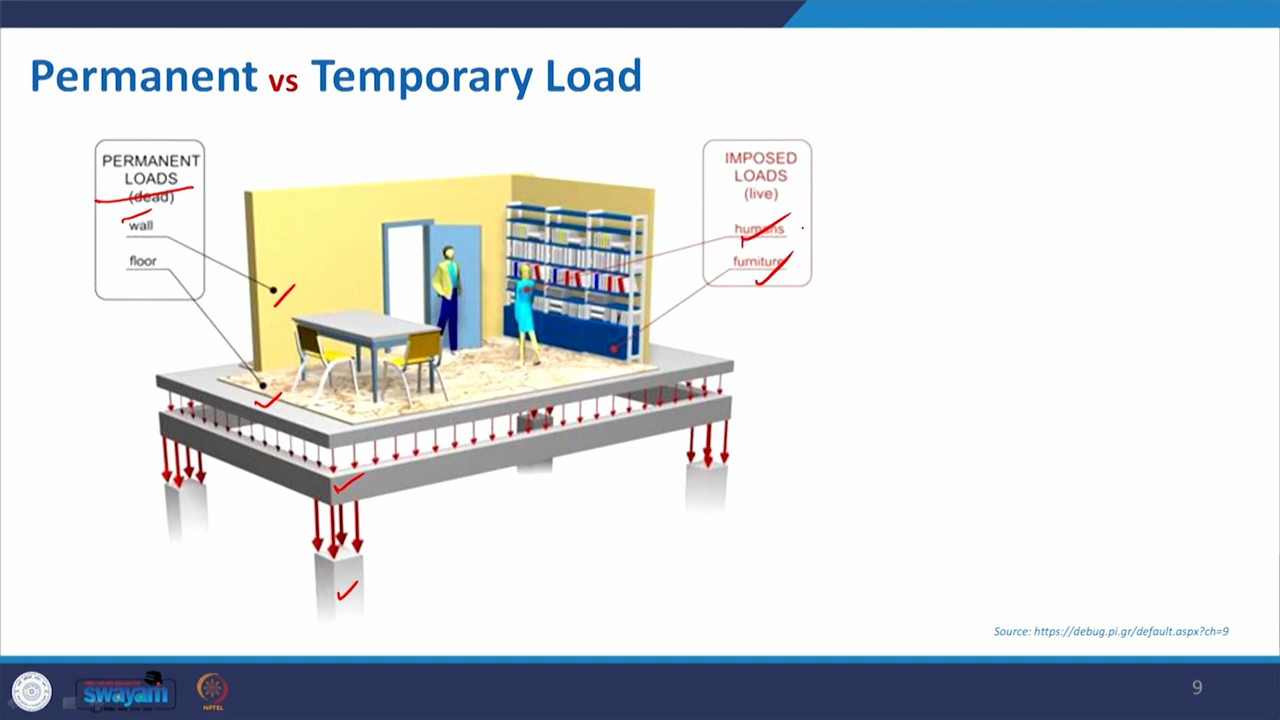 Permanent vs Temporary Load
PERMANENT
LOADS
(dead)
wall
floor
IMPOSED
LOADS
(live)
humans
furniture
Source: https://debug.pi.gr/default.aspx?ch=9
swayam
NPTEL
9